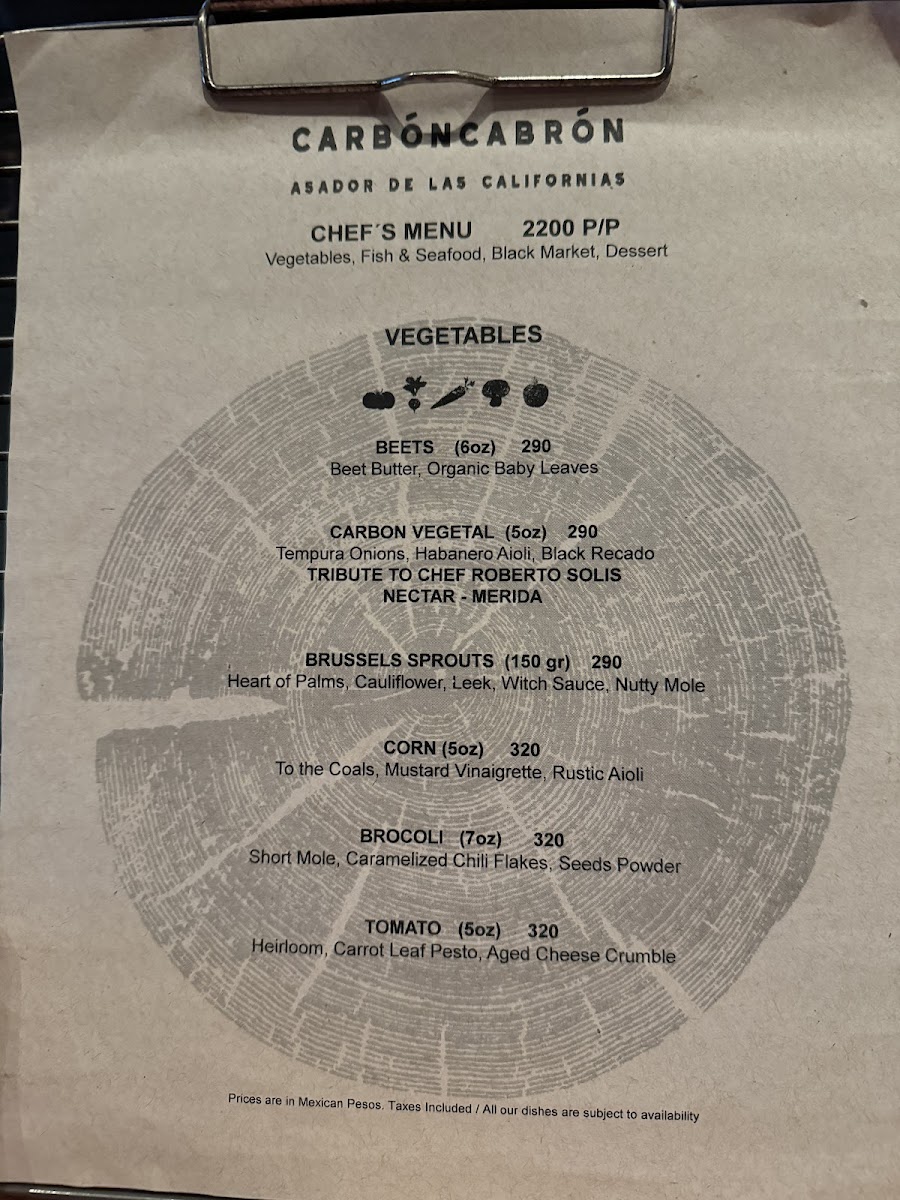 CARBÓNCABRÓN
ASADOR DE LAS CALIFORNIAS
CHEF´S MENU 2200 P/P
Vegetables, Fish & Seafood, Black Market, Dessert
VEGETABLES
BEETS (6oz) 290
Beet Butter, Organic Baby Leaves
CARBON VEGETAL (5oz) 290
Tempura Onions, Habanero Aioli, Black Recado
TRIBUTE TO CHEF ROBERTO SOLIS
NECTAR - MERIDA
BRUSSELS SPROUTS (150 gr) 290
Heart of Palms, Cauliflower, Leek, Witch Sauce, Nutty Mole
CORN (5oz) 320
To the Coals, Mustard Vinaigrette, Rustic Aioli
BROCOLI (7oz) 320
Short Mole, Caramelized Chili Flakes, Seeds Powder
TOMATO (5oz) 320
Heirloom, Carrot Leaf Pesto, Aged Cheese Crumble
Prices are in Mexican Pesos. Taxes Included / All our dishes are subject to availability